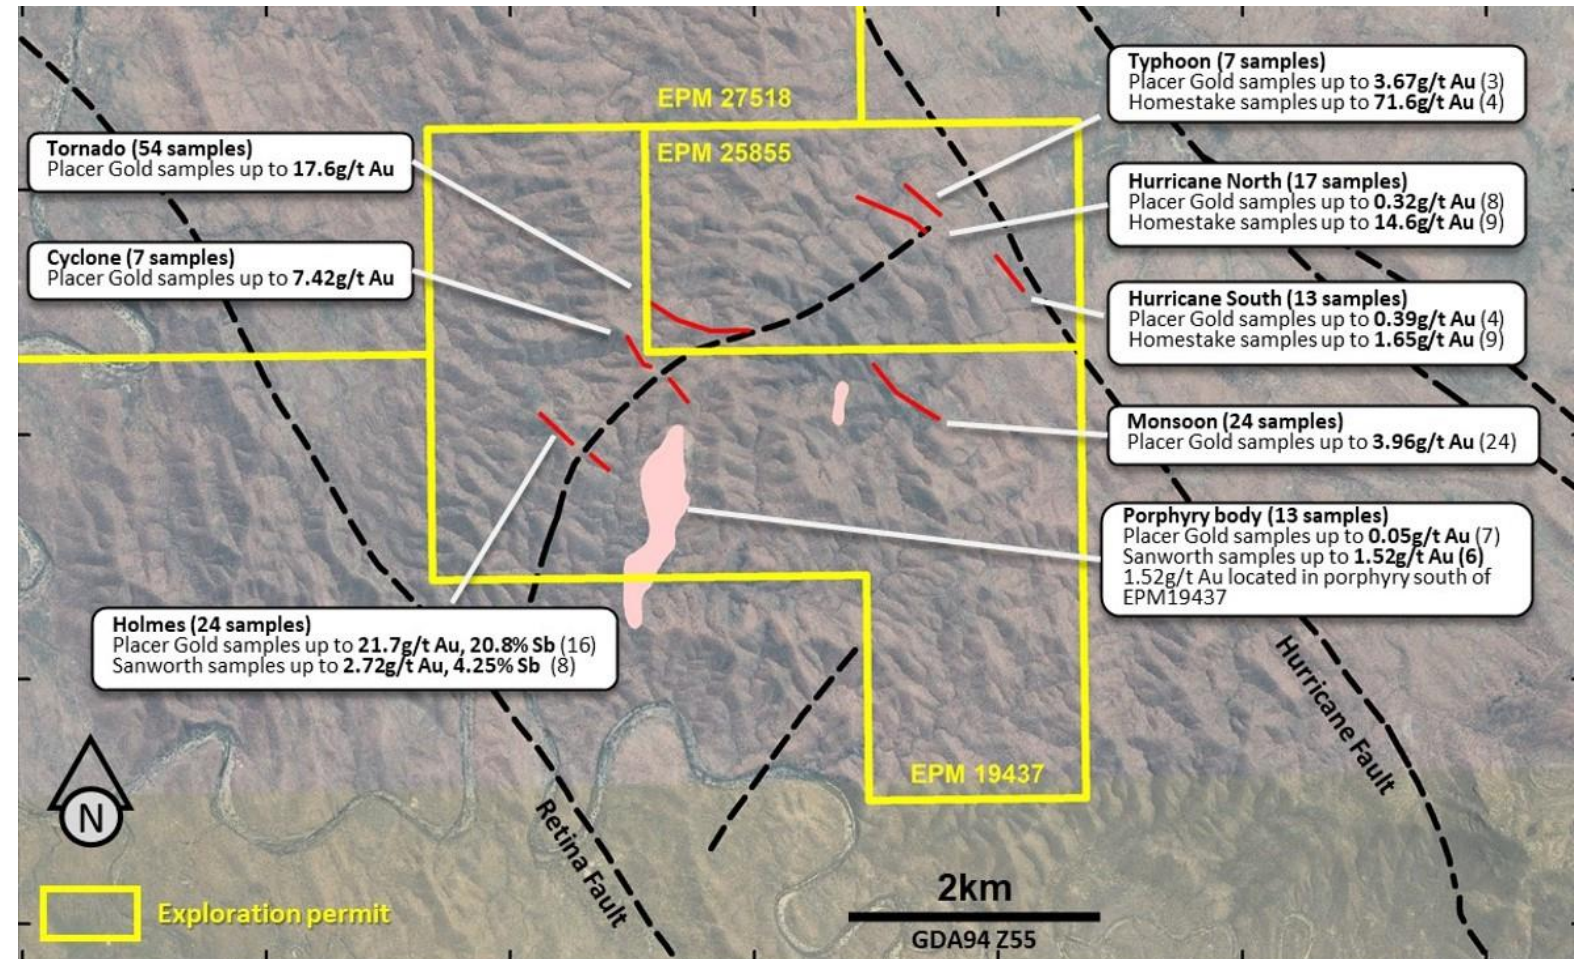 EPM 27518
EPM 25855
Tornado (54 samples)
Placer Gold samples up to 17.6g/t Au
Cyclone (7 samples)
Placer Gold samples up to 7.42g/t Au
Typhoon (7 samples)
Placer Gold samples up to 3.67g/t Au (3)
Homestake samples up to 71.6g/t Au (4)
Hurricane North (17 samples)
Placer Gold samples up to 0.32g/t Au (8)
Homestake samples up to 14.6g/t Au (9)
Hurricane South (13 samples)
Placer Gold samples up to 0.39g/t Au (4)
Homestake samples up to 1.65g/t Au (9)
Monsoon (24 samples)
Placer Gold samples up to 3.96g/t Au (24)
Porphyry body (13 samples)
Placer Gold samples up to 0.05g/t Au (7)
Sanworth samples up to 1.52g/t Au (6)
1.52g/t Au located in porphyry south of
EPM19437
Holmes (24 samples)
Placer Gold samples up to 21.7g/t Au, 20.8% Sb (16)
Sanworth samples up to 2.72g/t Au, 4.25% Sb (8)
Hurricane Fault
EPM 19437
Retina Fault
N
Exploration permit
2km
GDA94 Z55